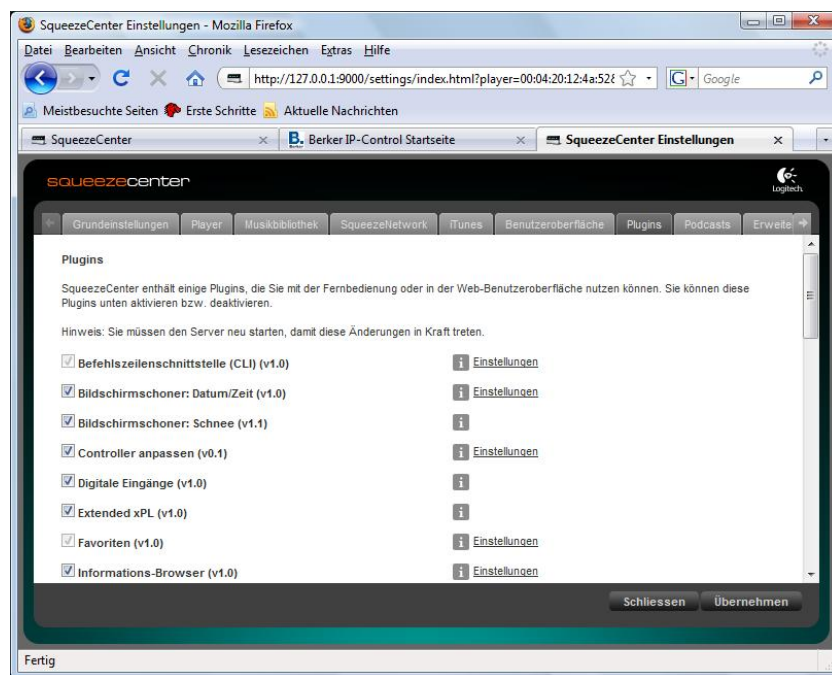 SqueezeCenter Einstellungen - Mozilla Firefox
Datei Bearbeiten Ansicht Chronik Lesezeichen Extras Hilfe
http://127.0.0.1:9000/settings/index.html?player=00:04:20:12:4a:528
G Google
Meistbesuchte Seiten Erste Schritte Aktuelle Nachrichten
SqueezeCenter B. Berker IP-Control Startseite SqueezeCenter Einstellungen
squeezecenter Logitech
Grundeinstellungen Player Musikbibliothek SqueezeNetwork iTunes Benutzeroberfläche Plugins Podcasts Erweite
Plugins
SqueezeCenter enthält einige Plugins, die Sie mit der Fernbedienung oder in der Web-Benutzeroberfläche nutzen können. Sie können diese
Plugins unten aktivieren bzw. deaktivieren.
Hinweis: Sie müssen den Server neu starten, damit diese Änderungen in Kraft treten.
Befehlszeilenschnittstelle (CLI) (v1.0) i Einstellungen
Bildschirmschoner: Datum/Zeit (v1.0) i Einstellungen
Bildschirmschoner: Schnee (v1.1) i
Controller anpassen (v0.1) i Einstellungen
Digitale Eingänge (v1.0) i
Extended xPL (v1.0) i
Favoriten (v1.0) i Einstellungen
Informations-Browser (v1.0) i Einstellungen
Schliessen Übernehmen
Fertig